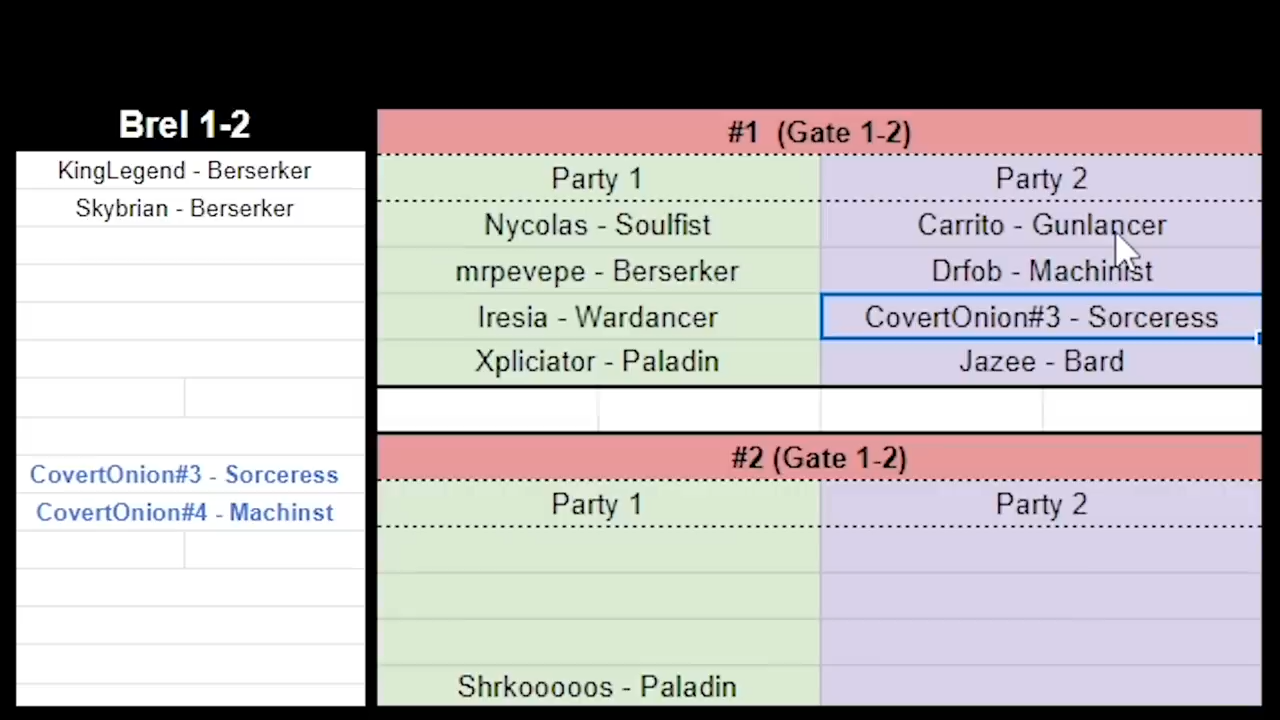 Brel 1-2
KingLegend - Berserker
Skybrian - Berserker
CovertOnion#3 - Sorceress
CovertOnion#4 - Machinst
#1 (Gate 1-2)
Party 1
Party 2
Nycolas - Soulfist
Carrito - Gunlancer
mrpevepe - Berserker
Drfob - Machinist
Iresia - Wardancer
CovertOnion#3 - Sorceress
Xpliciator - Paladin
Jazee - Bard
#2 (Gate 1-2)
Party 1
Party 2
Shrkooooos - Paladin